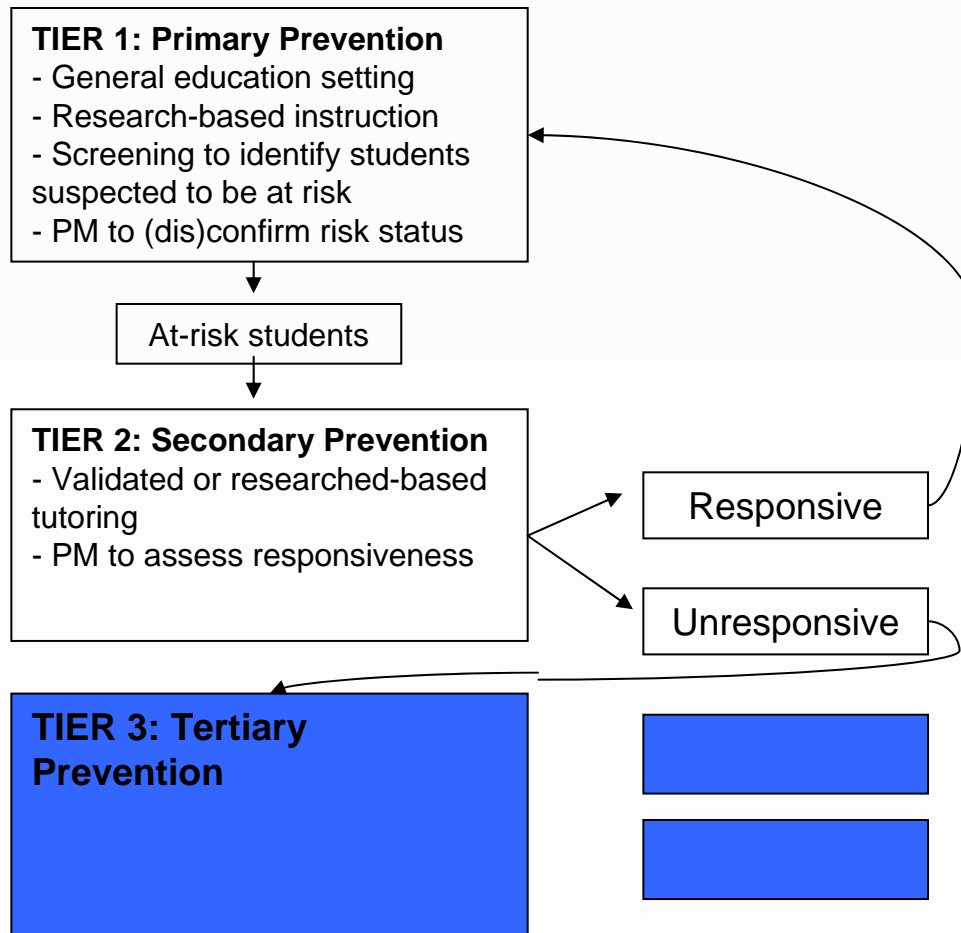 TIER 1: Primary Prevention
- General education setting
- Research-based instruction
- Screening to identify students
suspected to be at risk
- PM to (dis)confirm risk status
At-risk students
TIER 2: Secondary Prevention
- Validated or researched-based
tutoring
- PM to assess responsiveness
Responsive
Unresponsive
TIER 3: Tertiary
Prevention